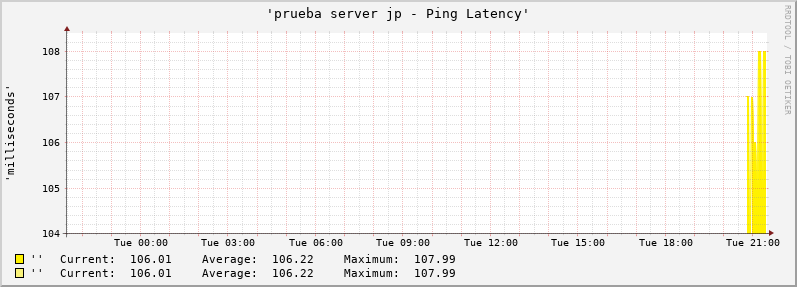 'prueba server jp - Ping Latency'
RRDTOOL / TOBI OETIKER
'milliseconds'
108
107
106
105
104
Tue 00:00 Tue 03:00 Tue 06:00 Tue 09:00 Tue 12:00 Tue 15:00 Tue 18:00 Tue 21:00
'' Current: 106.01 Average: 106.22 Maximum: 107.99
'' Current: 106.01 Average: 106.22 Maximum: 107.99